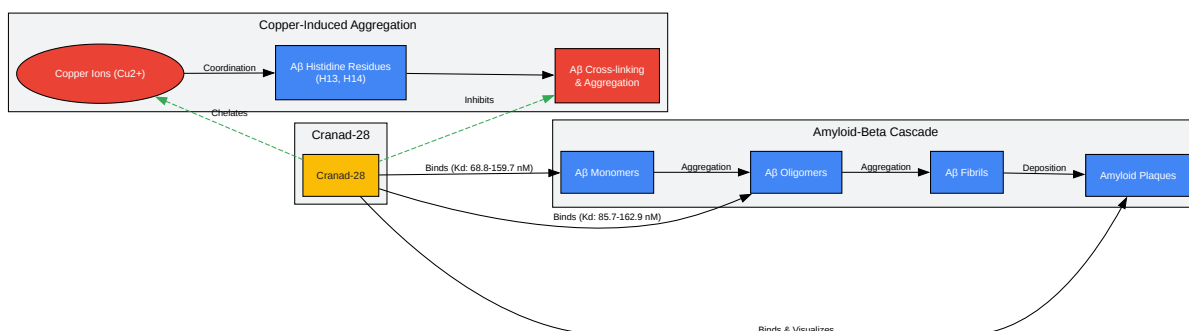 Copper-Induced Aggregation
Copper Ions (Cu2+)
Coordination
Aβ Histidine Residues
(H13, H14)
Aβ Cross-linking
& Aggregation
Chelates
Inhibits
Cranad-28
Cranad-28
Binds (Kd: 68.8-159.7 nM)
Binds (Kd: 85.7-162.9 nM)
Amyloid-Beta Cascade
Aβ Monomers
Aggregation
Aβ Oligomers
Aggregation
Aβ Fibrils
Deposition
Amyloid Plaques
Binds & Visualizes